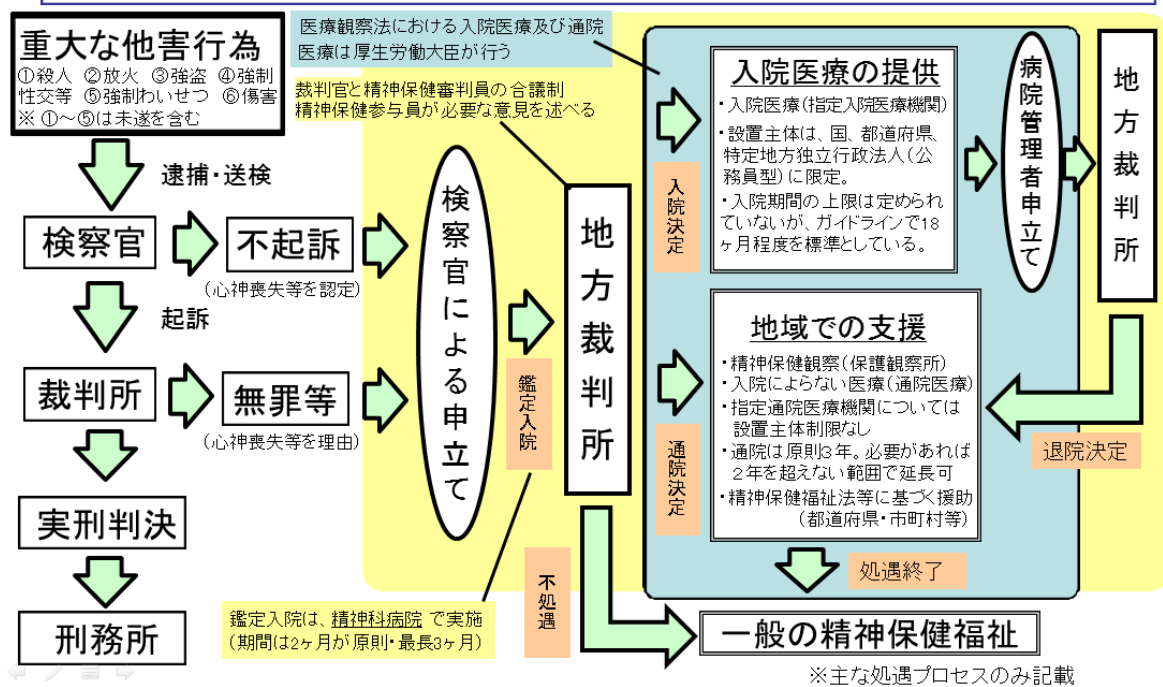 重大な他害行為
①殺人 ②放火 ③強盗 ④強制
性交等 ⑤強制わいせつ ⑥傷害
※ ①～⑤は未遂を含む
逮捕・送検
検察官
不起訴
(心神喪失等を認定)
起訴
裁判所
無罪等
(心神喪失等を理由)
実刑判決
刑務所
医療観察法における入院医療及び通院
医療は厚生労働大臣が行う
裁判官と精神保健審判員の合議制
精神保健参与員が必要な意見を述べる
検察官による申立て
鑑定入院
鑑定入院は、精神科病院 で実施
(期間は2ヶ月が原則・最長3ヶ月)
地方裁判所
入院決定
入院医療の提供
・入院医療(指定入院医療機関)
・設置主体は、国、都道府県、
特定地方独立行政法人(公
務員型)に限定。
・入院期間の上限は定められ
ていないが、ガイドラインで18
ヶ月程度を標準としている。
病院管理者申立て
地方裁判所
退院決定
通院決定
地域での支援
・精神保健観察(保護観察所)
・入院によらない医療(通院医療)
・指定通院医療機関については
設置主体制限なし
・通院は原則3年。必要があれば
2年を超えない範囲で延長可
・精神保健福祉法等に基づく援助
(都道府県・市町村等)
処遇終了
不処遇
一般の精神保健福祉
※主な処遇プロセスのみ記載